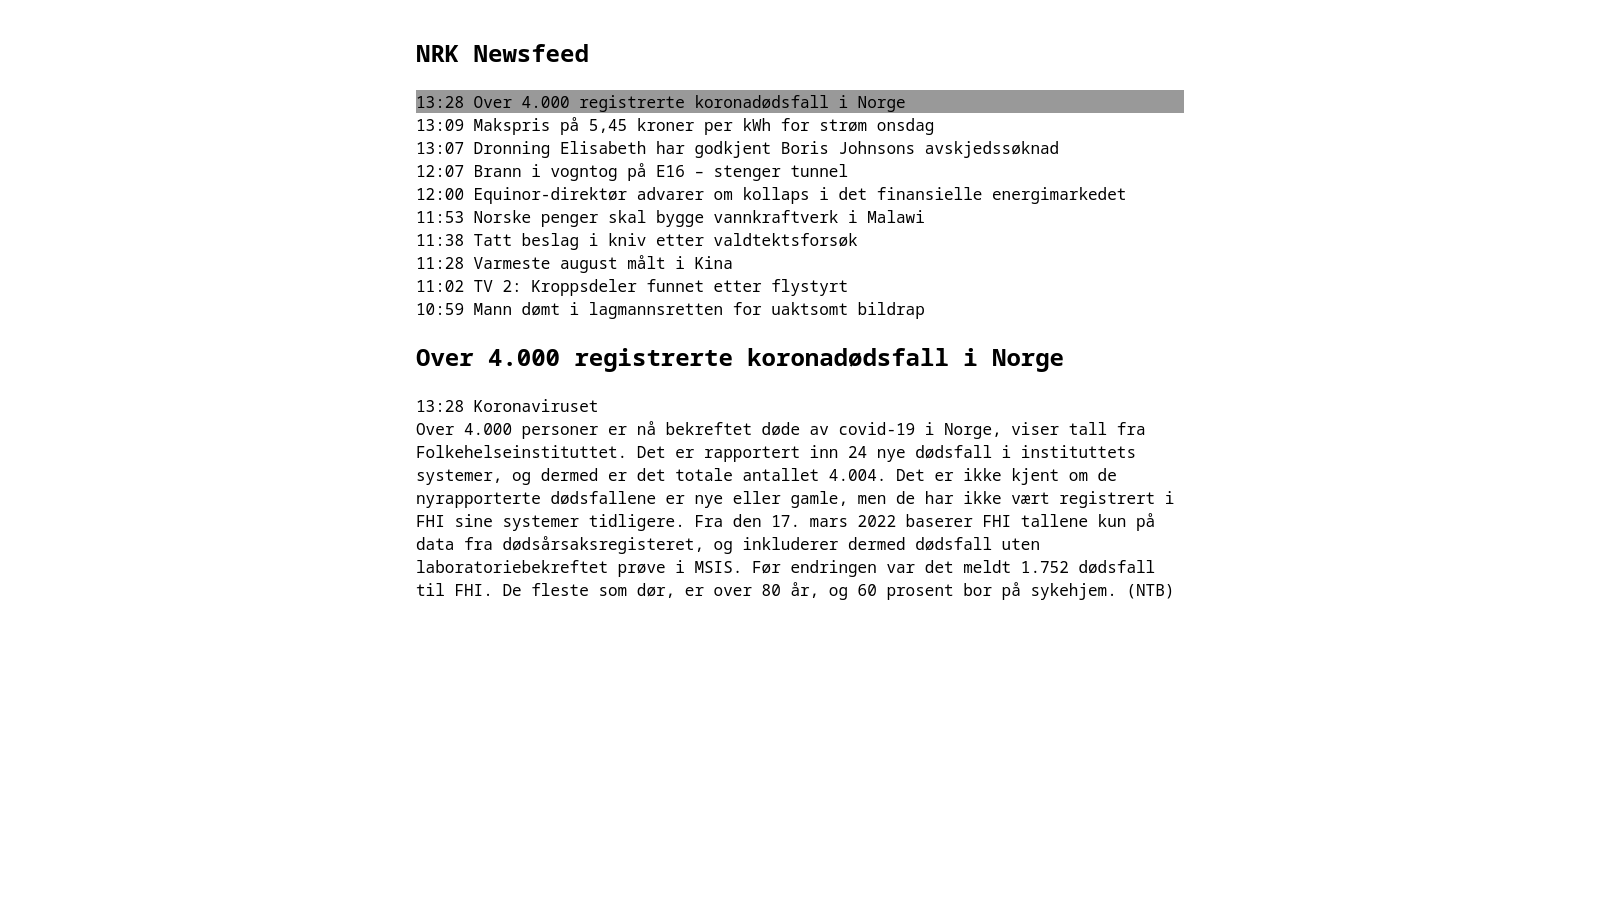 NRK Newsfeed
13:28 Over 4.000 registrerte koronadødsfall i Norge
13:09 Makspris på 5,45 kroner per kWh for strøm onsdag
13:07 Dronning Elisabeth har godkjent Boris Johnsons avskjedssøknad
12:07 Brann i vogntog på E16 – stenger tunnel
12:00 Equinor-direktør advarer om kollaps i det finansielle energimarkedet
11:53 Norske penger skal bygge vannkraftverk i Malawi
11:38 Tatt beslag i kniv etter valdtektsforsøk
11:28 Varmeste august målt i Kina
11:02 TV 2: Kroppsdeler funnet etter flystyrt
10:59 Mann dømt i lagmannsretten for uaktsomt bildrap
Over 4.000 registrerte koronadødsfall i Norge
13:28 Koronaviruset
Over 4.000 personer er nå bekreftet døde av covid-19 i Norge, viser tall fra
Folkehelseinstituttet. Det er rapportert inn 24 nye dødsfall i instituttets
systemer, og dermed er det totale antallet 4.004. Det er ikke kjent om de
nyrapporterte dødsfallene er nye eller gamle, men de har ikke vært registrert i
FHI sine systemer tidligere. Fra den 17. mars 2022 baserer FHI tallene kun på
data fra dødsårsaksregisteret, og inkluderer dermed dødsfall uten
laboratoriebekreftet prøve i MSIS. Før endringen var det meldt 1.752 dødsfall
til FHI. De fleste som dør, er over 80 år, og 60 prosent bor på sykehjem. (NTB)